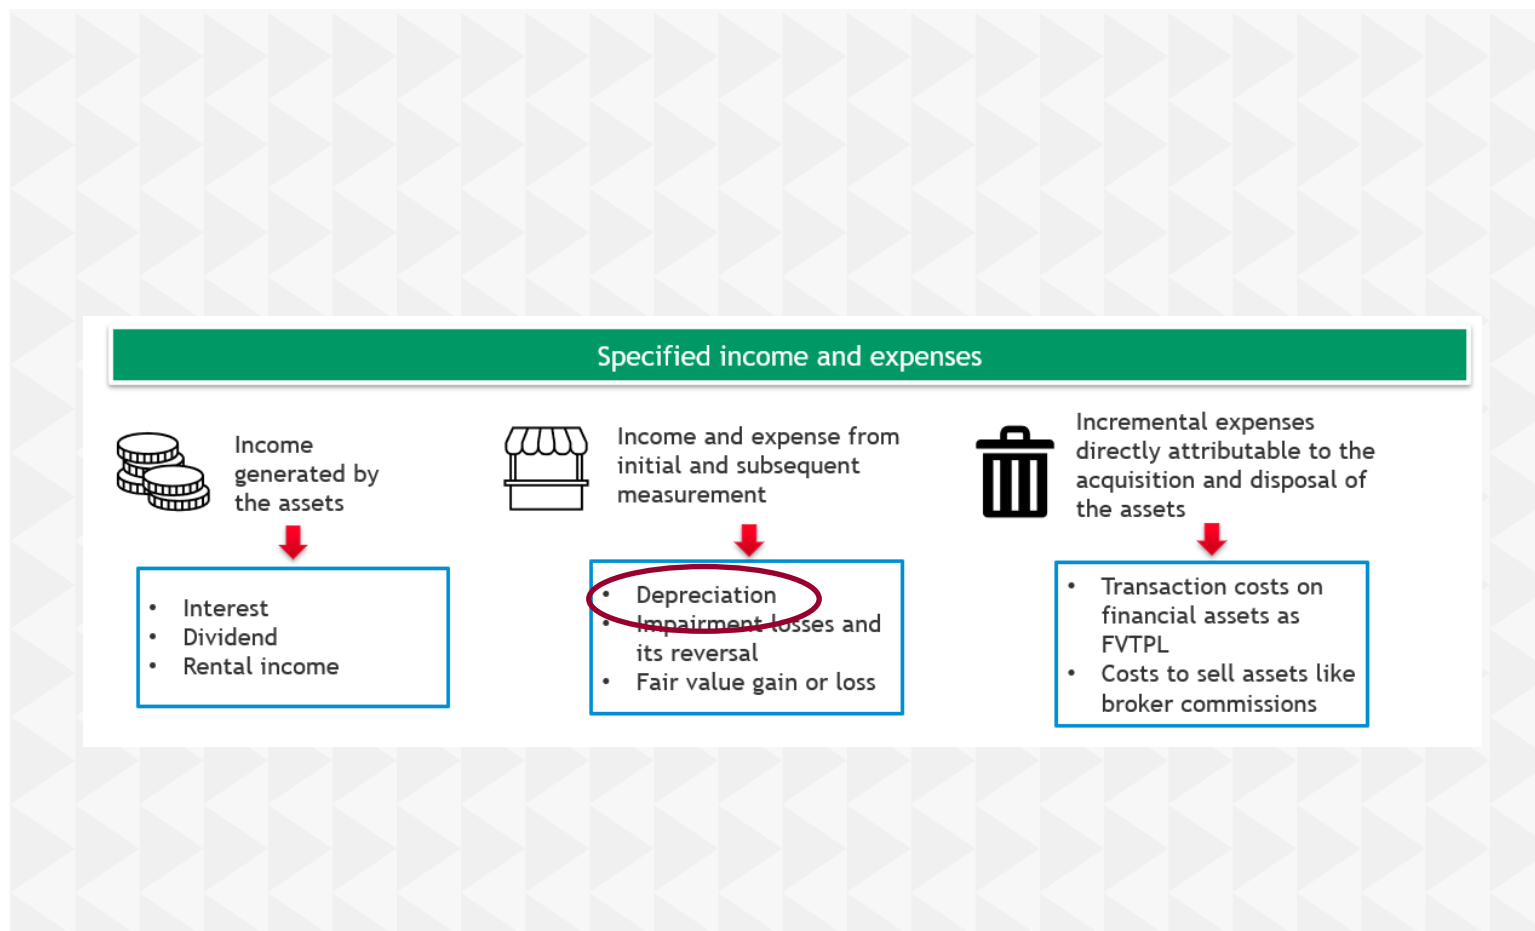 Specified income and expenses
Income
generated by
the assets
• Interest
• Dividend
• Rental income
Income and expense from
initial and subsequent
measurement
• Depreciation
• Impairment losses and
its reversal
• Fair value gain or loss
Incremental expenses
directly attributable to the
acquisition and disposal of
the assets
• Transaction costs on
financial assets as
FVTPL
• Costs to sell assets like
broker commissions